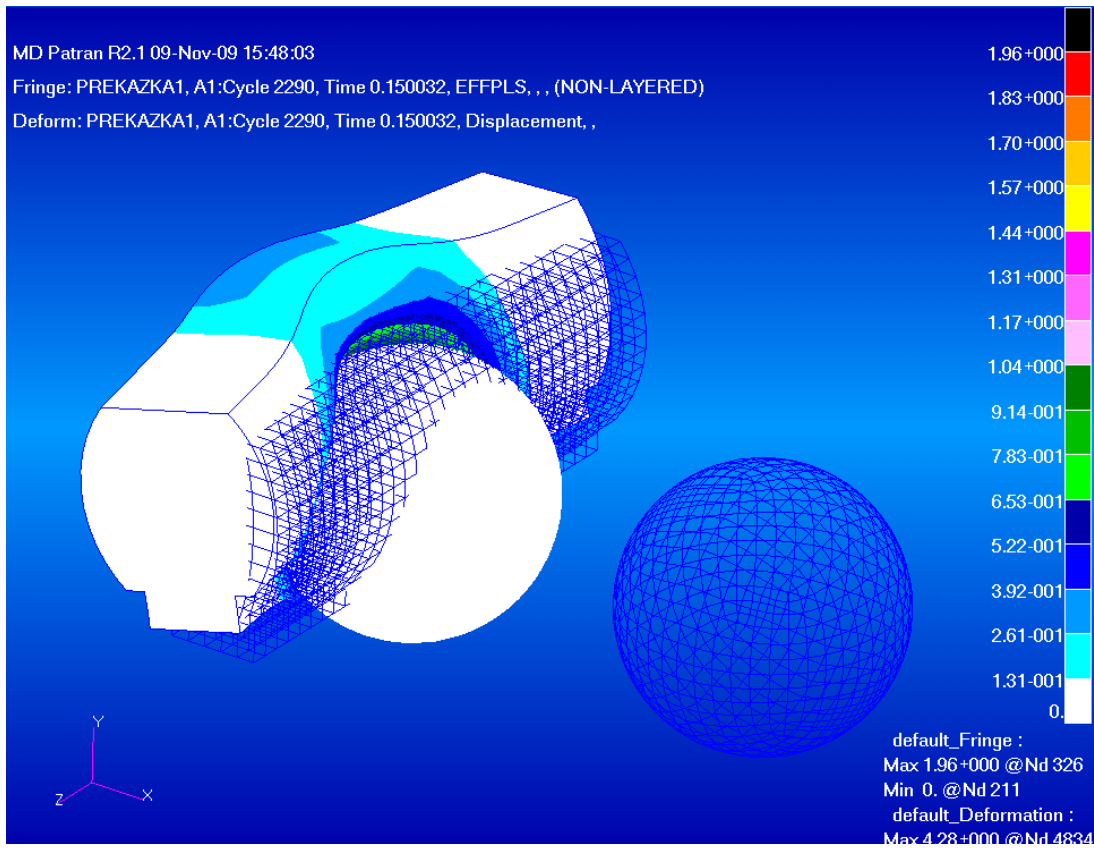 MD Patran R2.1 09-Nov-09 15:48:03
Fringe: PREKAZKA1, A1:Cycle 2290, Time 0.150032, EFFPLS, , , (NON-LAYERED)
Deform: PREKAZKA1, A1:Cycle 2290, Time 0.150032, Displacement, ,
1.96+000
1.83+000
1.70+000
1.57+000
1.44+000
1.31+000
1.17+000
1.04+000
9.14-001
7.83-001
6.53-001
5.22-001
3.92-001
2.61-001
1.31-001
0.
Y
Z
X
default_Fringe :
Max 1.96+000 @Nd 326
Min 0. @Nd 211
default_Deformation :
Max 4.28+000 @Nd 4834